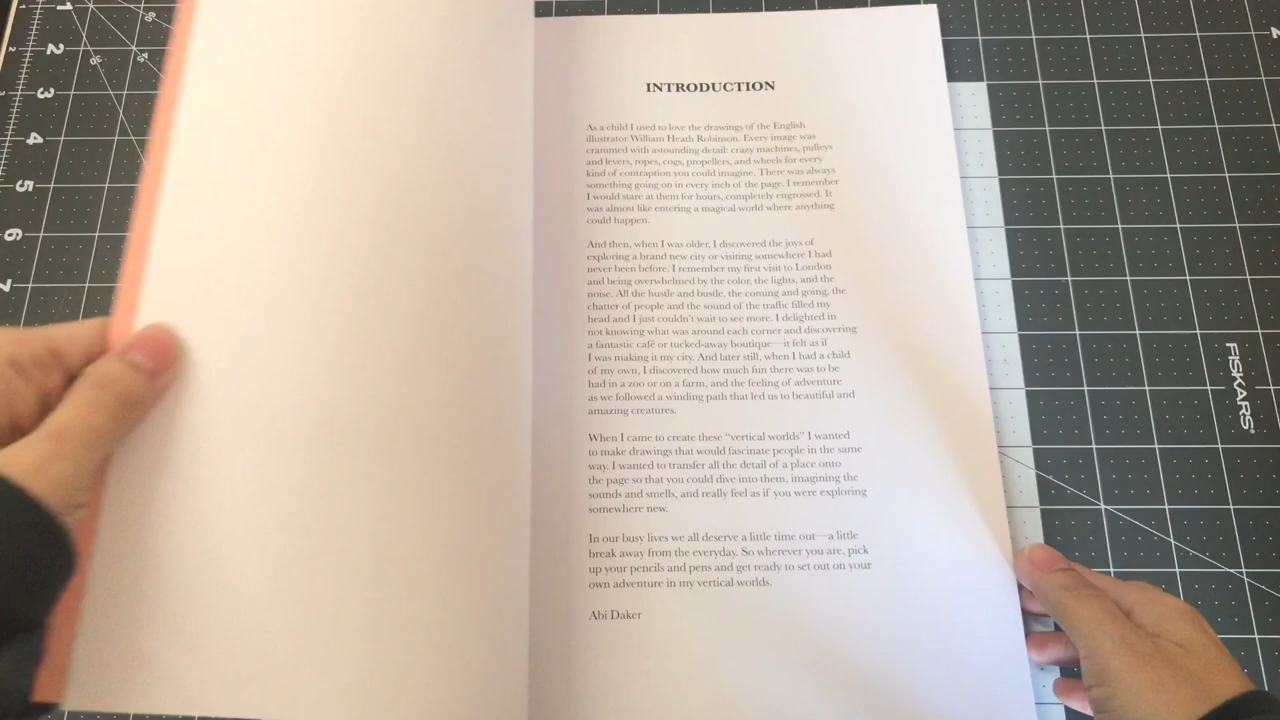 INTRODUCTION
As a child I used to love the drawings of the English
illustrator William Heath Robinson. Every image was
crammed with astounding detail: crazy machines, pulleys
and levers, ropes, cogs, propellers, and wheels for every
kind of contraption you could imagine. There was always
something going on in every inch of the page. I remember
I would stare at them for hours, completely engrossed. It
was almost like entering a magical world where anything
could happen.
And then, when I was older, I discovered the joys of
exploring a brand new city or visiting somewhere I had
never been before. I remember my first visit to London
and being overwhelmed by the color, the lights, and the
noise. All the hustle and bustle, the coming and going, the
chatter of people and the sound of the traffic filled my
head and I just couldn't wait to see more. I delighted in
not knowing what was around each corner and discovering
a fantastic café or tucked-away boutique—it felt as if
I was making it my city. And later still, when I had a child
of my own, I discovered how much fun there was to be
had in a zoo or on a farm, and the feeling of adventure
as we followed a winding path that led us to beautiful and
amazing creatures.
When I came to create these “vertical worlds” I wanted
to make drawings that would fascinate people in the same
way. I wanted to transfer all the detail of a place onto
the page so that you could dive into them, imagining the
sounds and smells, and really feel as if you were exploring
somewhere new.
In our busy lives we all deserve a little time out—a little
break away from the everyday. So wherever you are, pick
up your pencils and pens and get ready to set out on your
own adventure in my vertical worlds.
Abi Daker
FISKARS
1
2
3
4
5
6
7